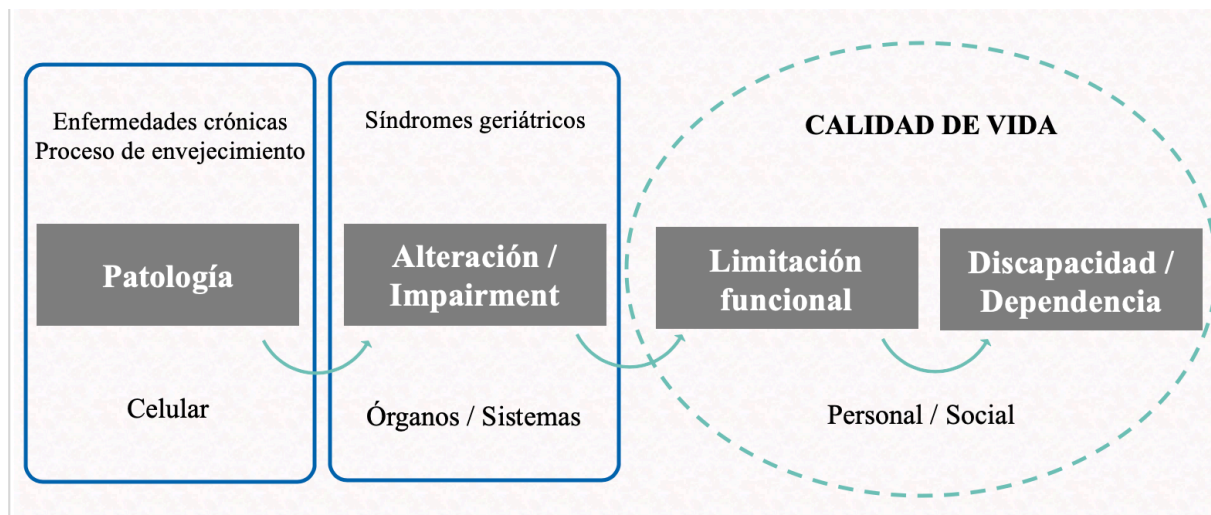 Enfermedades crónicas
Proceso de envejecimiento
Patología
Celular
Síndromes geriátricos
Alteración /
Impairment
Órganos / Sistemas
CALIDAD DE VIDA
Limitación
funcional
Discapacidad /
Dependencia
Personal / Social